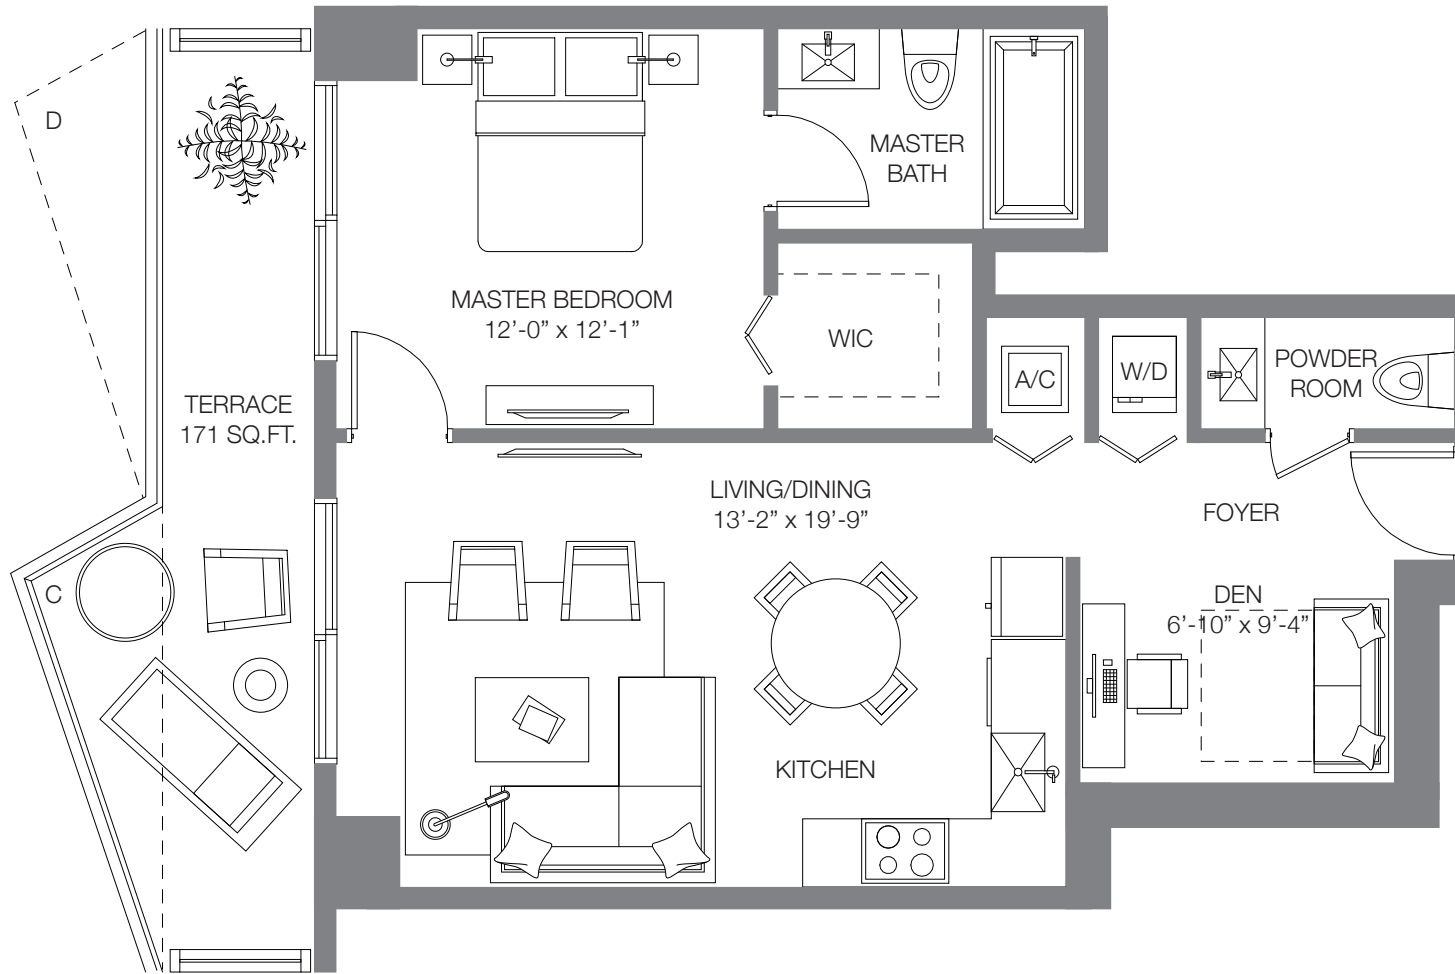 D
MASTER
BATH
MASTER BEDROOM
12’-0” x 12’-1”
WIC
A/C
W/D
POWDER
ROOM
TERRACE
171 SQ.FT.
LIVING/DINING
13’-2” x 19’-9”
FOYER
C
DEN
6’-10” x 9’-4”
KITCHEN